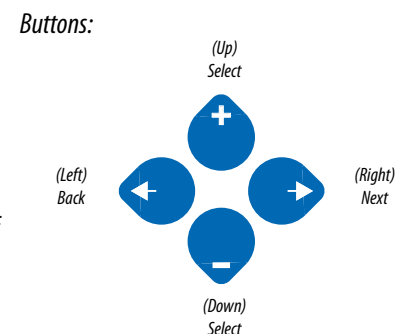 Buttons:
(Up)
Select
+
(Left)
Back
(Right)
Next
-
(Down)
Select